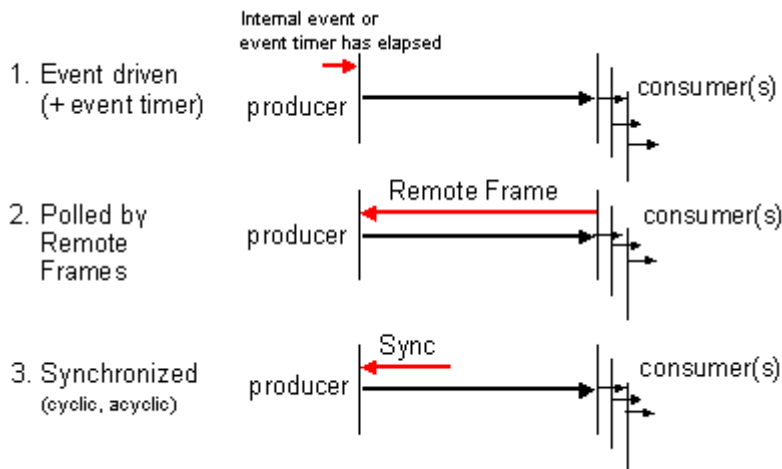 Internal event or
event timer has elapsed
1. Event driven
(+ event timer)
producer
consumer(s)
Remote Frame
2. Polled by
Remote
Frames
producer
consumer(s)
Sync
3. Synchronized
(cyclic, acyclic)
producer
consumer(s)